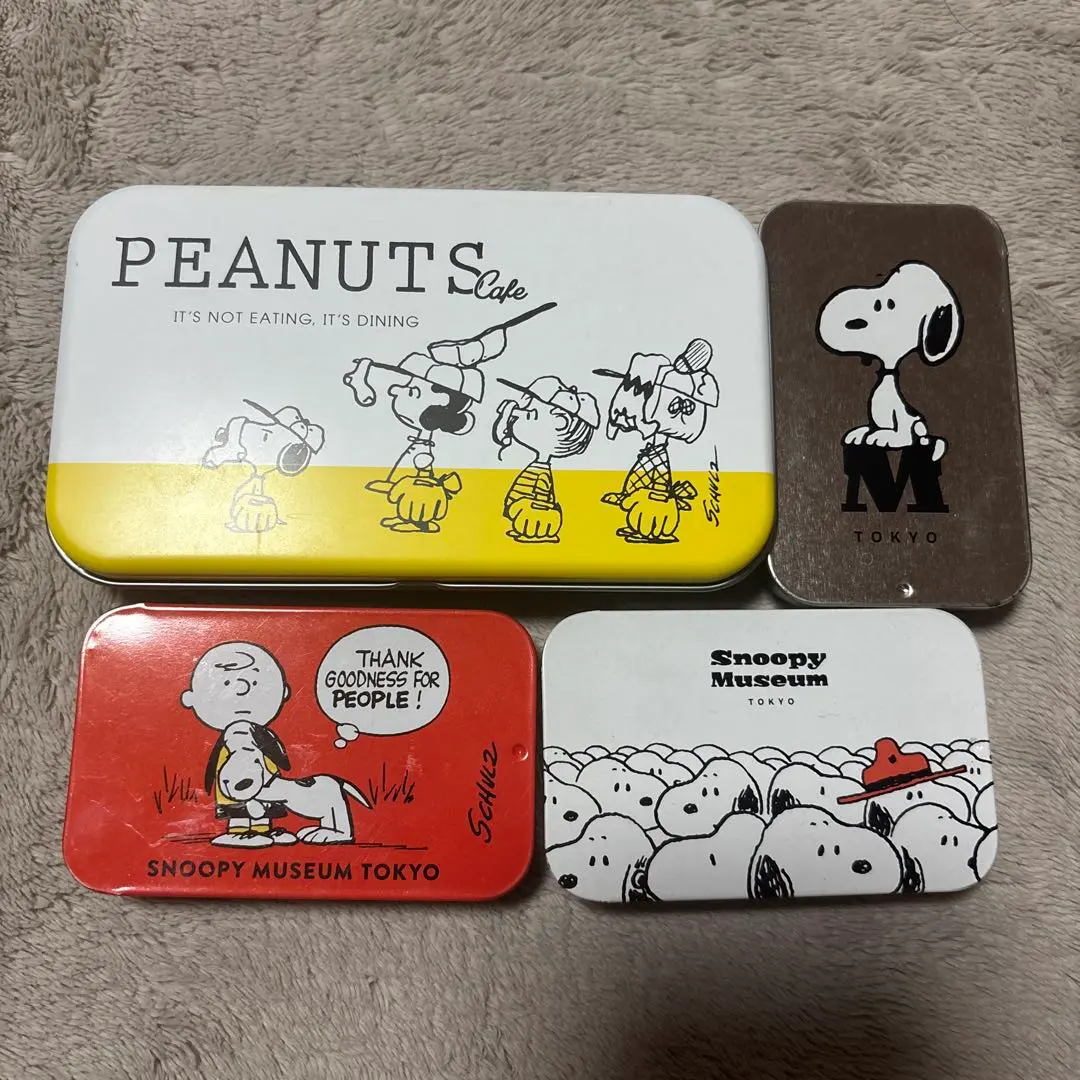 PEANUTS
Cafe
IT'S NOT EATING, IT'S DINING
SCHULZ
M
TOKYO
THANK
GOODNESS FOR
PEOPLE!
SCHULZ
SNOOPY MUSEUM TOKYO
Snoopy
Museum
TOKYO